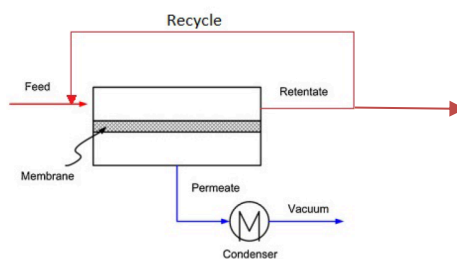 Recycle
Feed
Retentate
Membrane
Permeate
Vacuum
Condenser